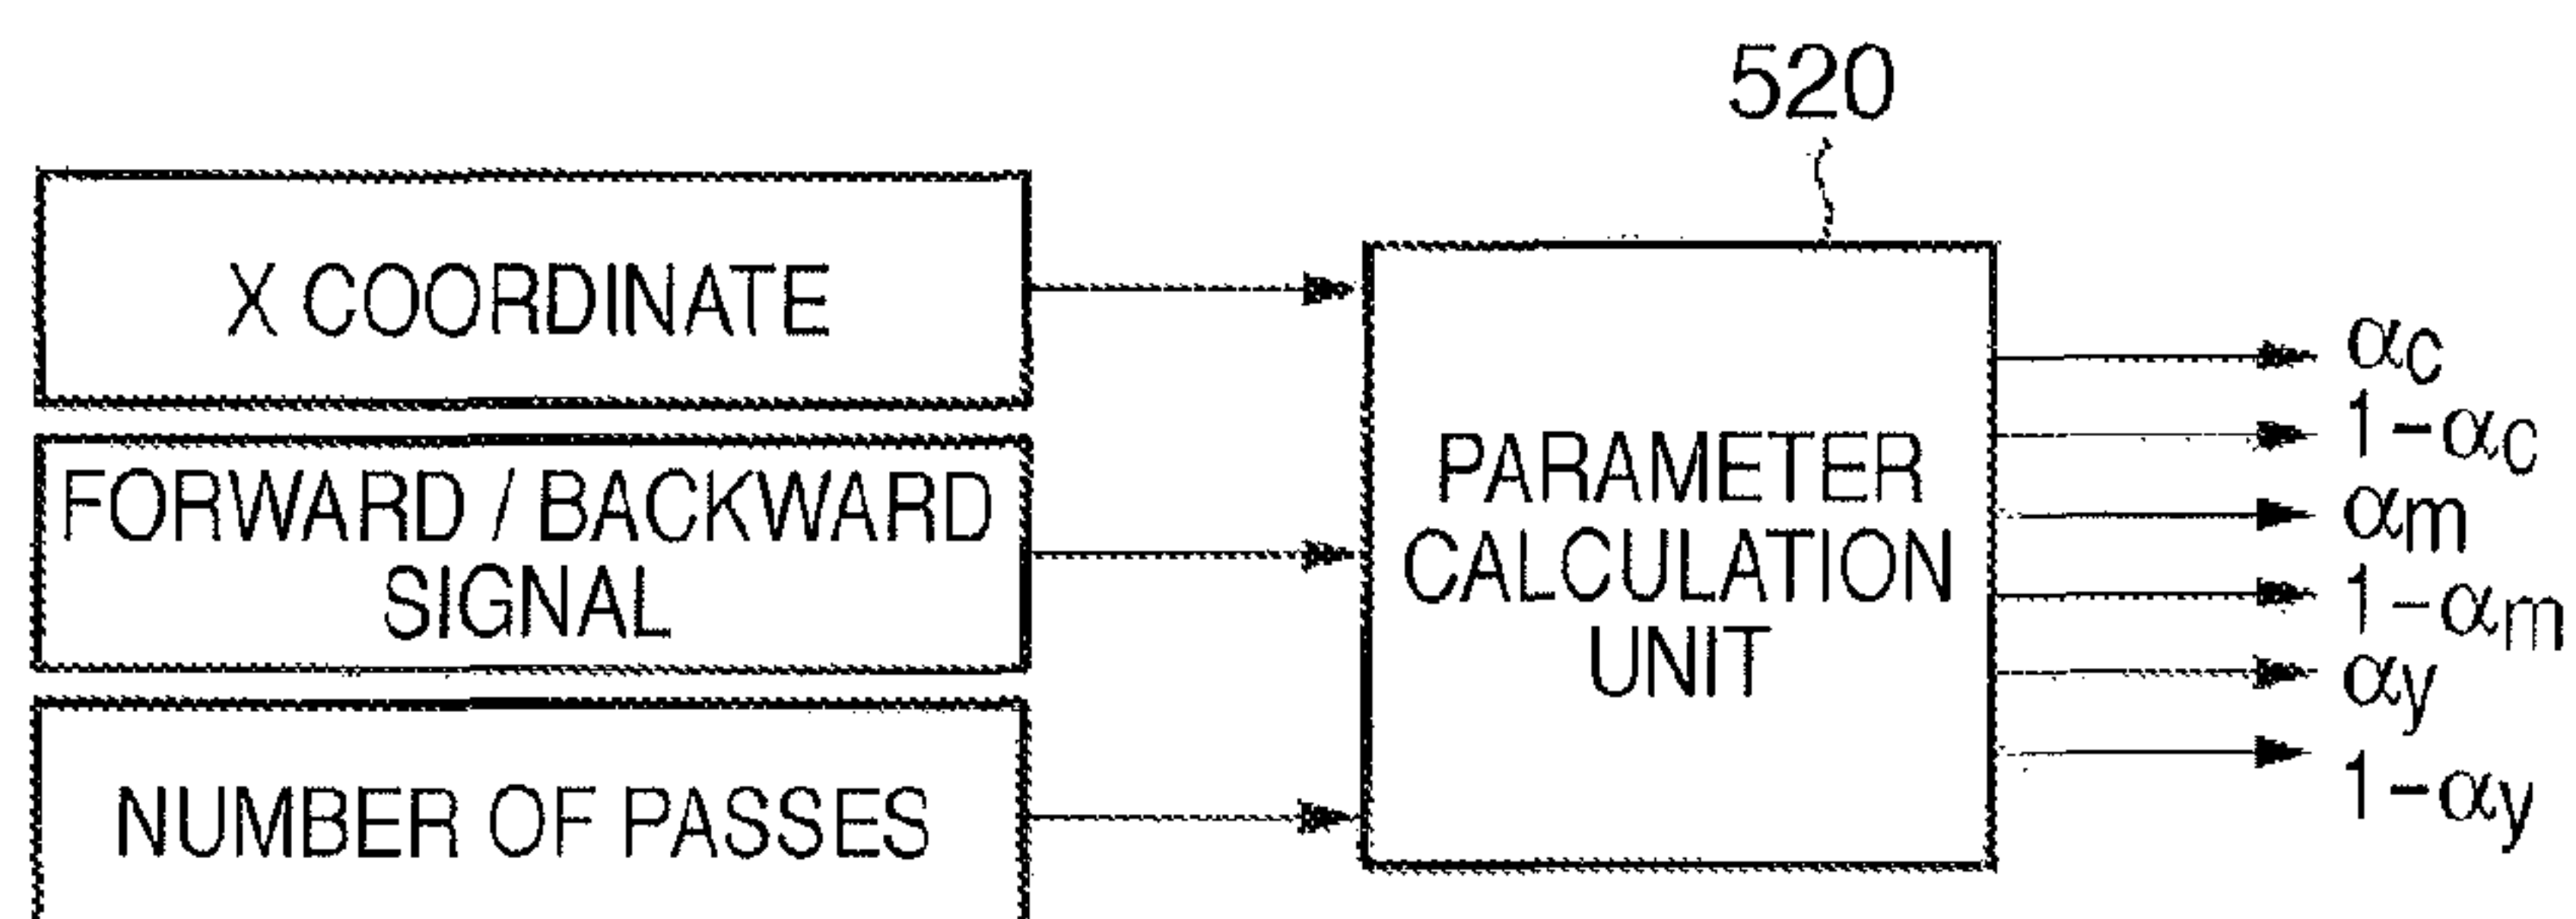 520
X COORDINATE
FORWARD / BACKWARD
SIGNAL
NUMBER OF PASSES
PARAMETER
CALCULATION
UNIT
αc
1-αc
αm
1-αm
αy
1-αy